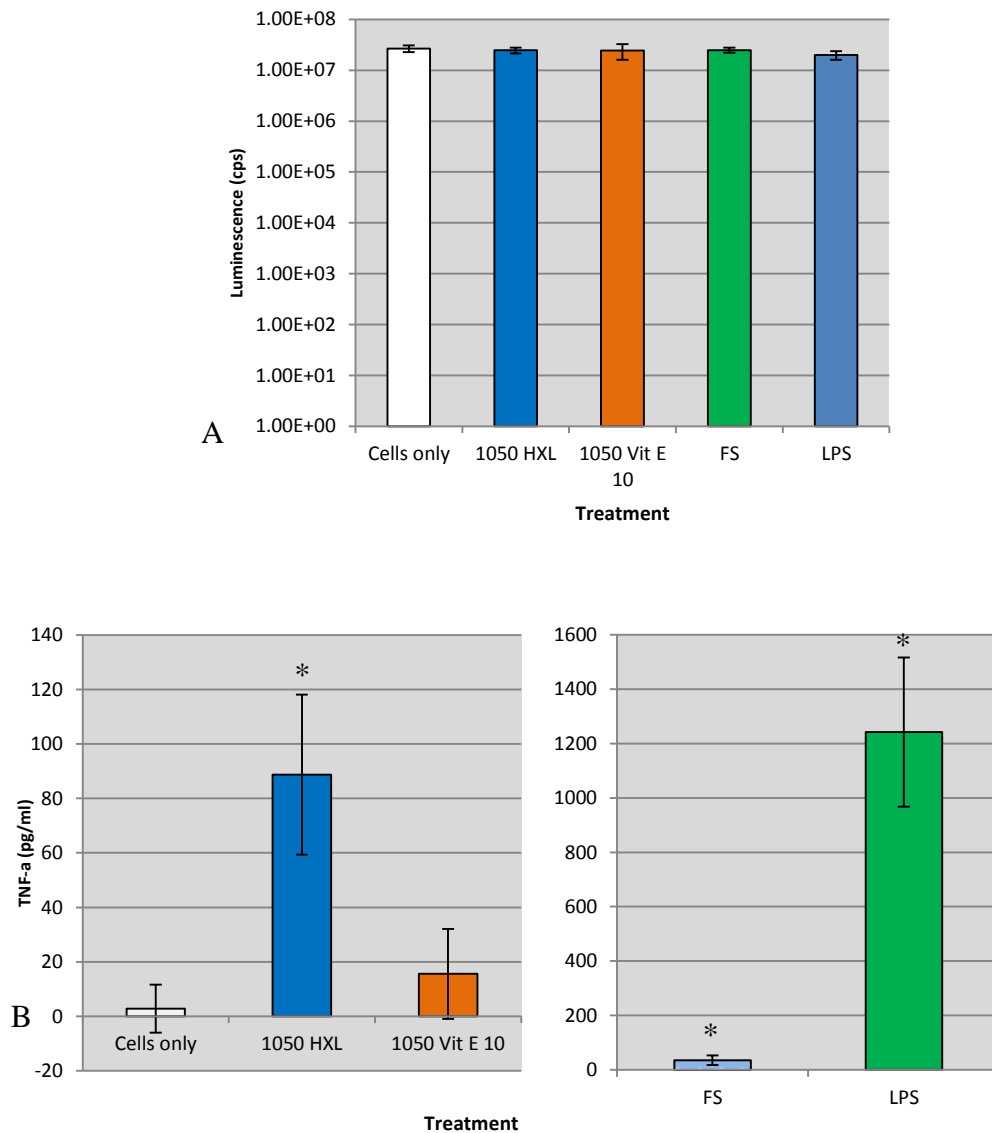 1.00E+08
1.00E+07
1.00E+06
1.00E+05
1.00E+04
1.00E+03
1.00E+02
1.00E+01
1.00E+00
Luminescence (cps)
A
Cells only
1050 HXL
1050 Vit E
10
FS
LPS
Treatment
140
120
100
80
60
40
20
0
-20
TNF-a (pg/ml)
*
B
Cells only
1050 HXL
1050 Vit E 10
1600
1400
1200
1000
800
600
400
200
0
*
*
FS
LPS
Treatment